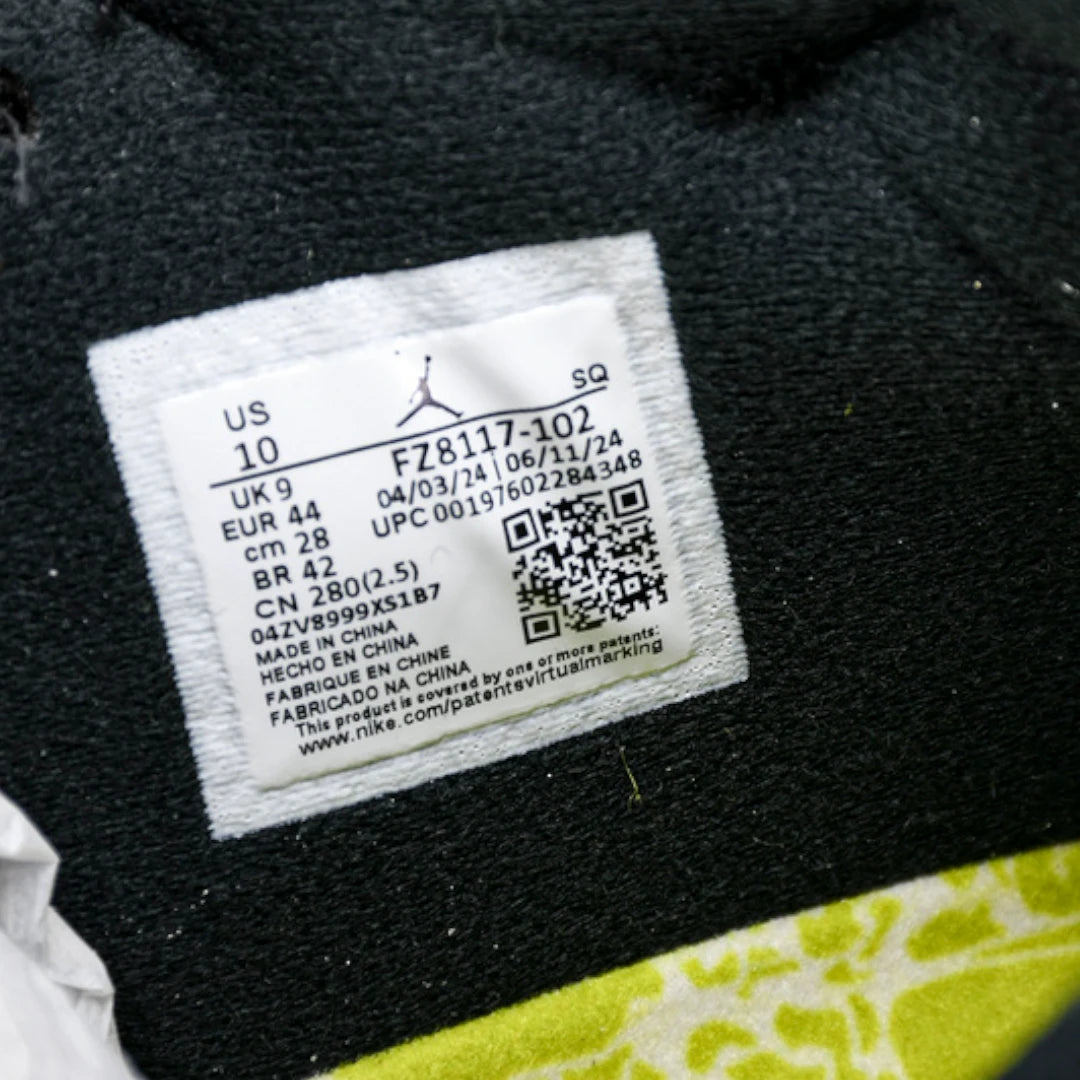 US
10
SQ
FZ8117-102
04/03/24 | 06/11/24
UPC 00197602284348
UK 9
EUR 44
cm 28
BR 42
CN 280(2.5)
04ZV8999XS1B7
MADE IN CHINA
HECHO EN CHINA
FABRIQUE EN CHINE
FABRICADO NA CHINA
This product is covered by one or more patents:
www.nike.com/patentsvirtualmarking